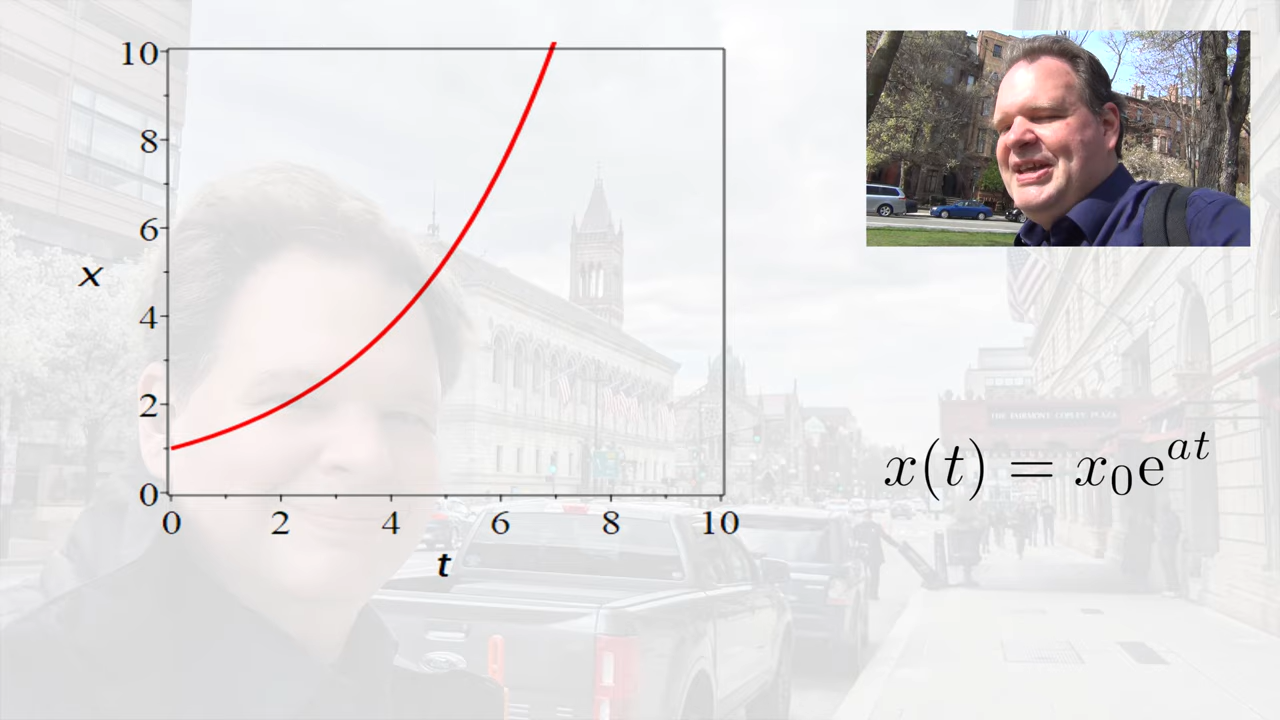 10
8
6
x
4
2
0
0 2 4 6 8 10
t
x(t) = x₀e^{at}
THE FAIRMONT COPLEY PLAZA